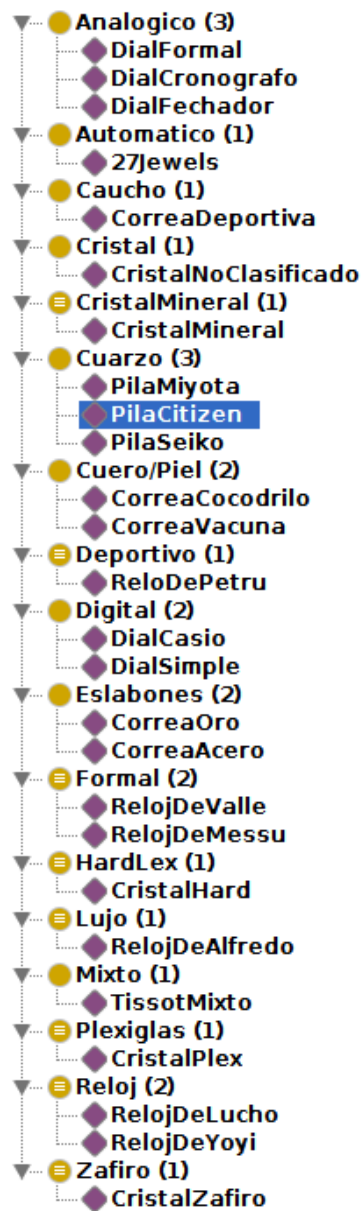 Analogico (3)
DialFormal
DialCronografo
DialFechador
Automatico (1)
27Jewels
Caucho (1)
CorreaDeportiva
Cristal (1)
CristalNoClasificado
CristalMineral (1)
CristalMineral
Cuarzo (3)
PilaMiyota
PilaCitizen
PilaSeiko
Cuero/Piel (2)
CorreaCocodrilo
CorreaVacuna
Deportivo (1)
ReloDePetru
Digital (2)
DialCasio
DialSimple
Eslabones (2)
CorreaOro
CorreaAcero
Formal (2)
RelojDeValle
RelojDeMessu
HardLex (1)
CristalHard
Lujo (1)
RelojDeAlfredo
Mixto (1)
TissotMixto
Plexiglas (1)
CristalPlex
Reloj (2)
RelojDeLucho
RelojDeYoyi
Zafiro (1)
CristalZafiro